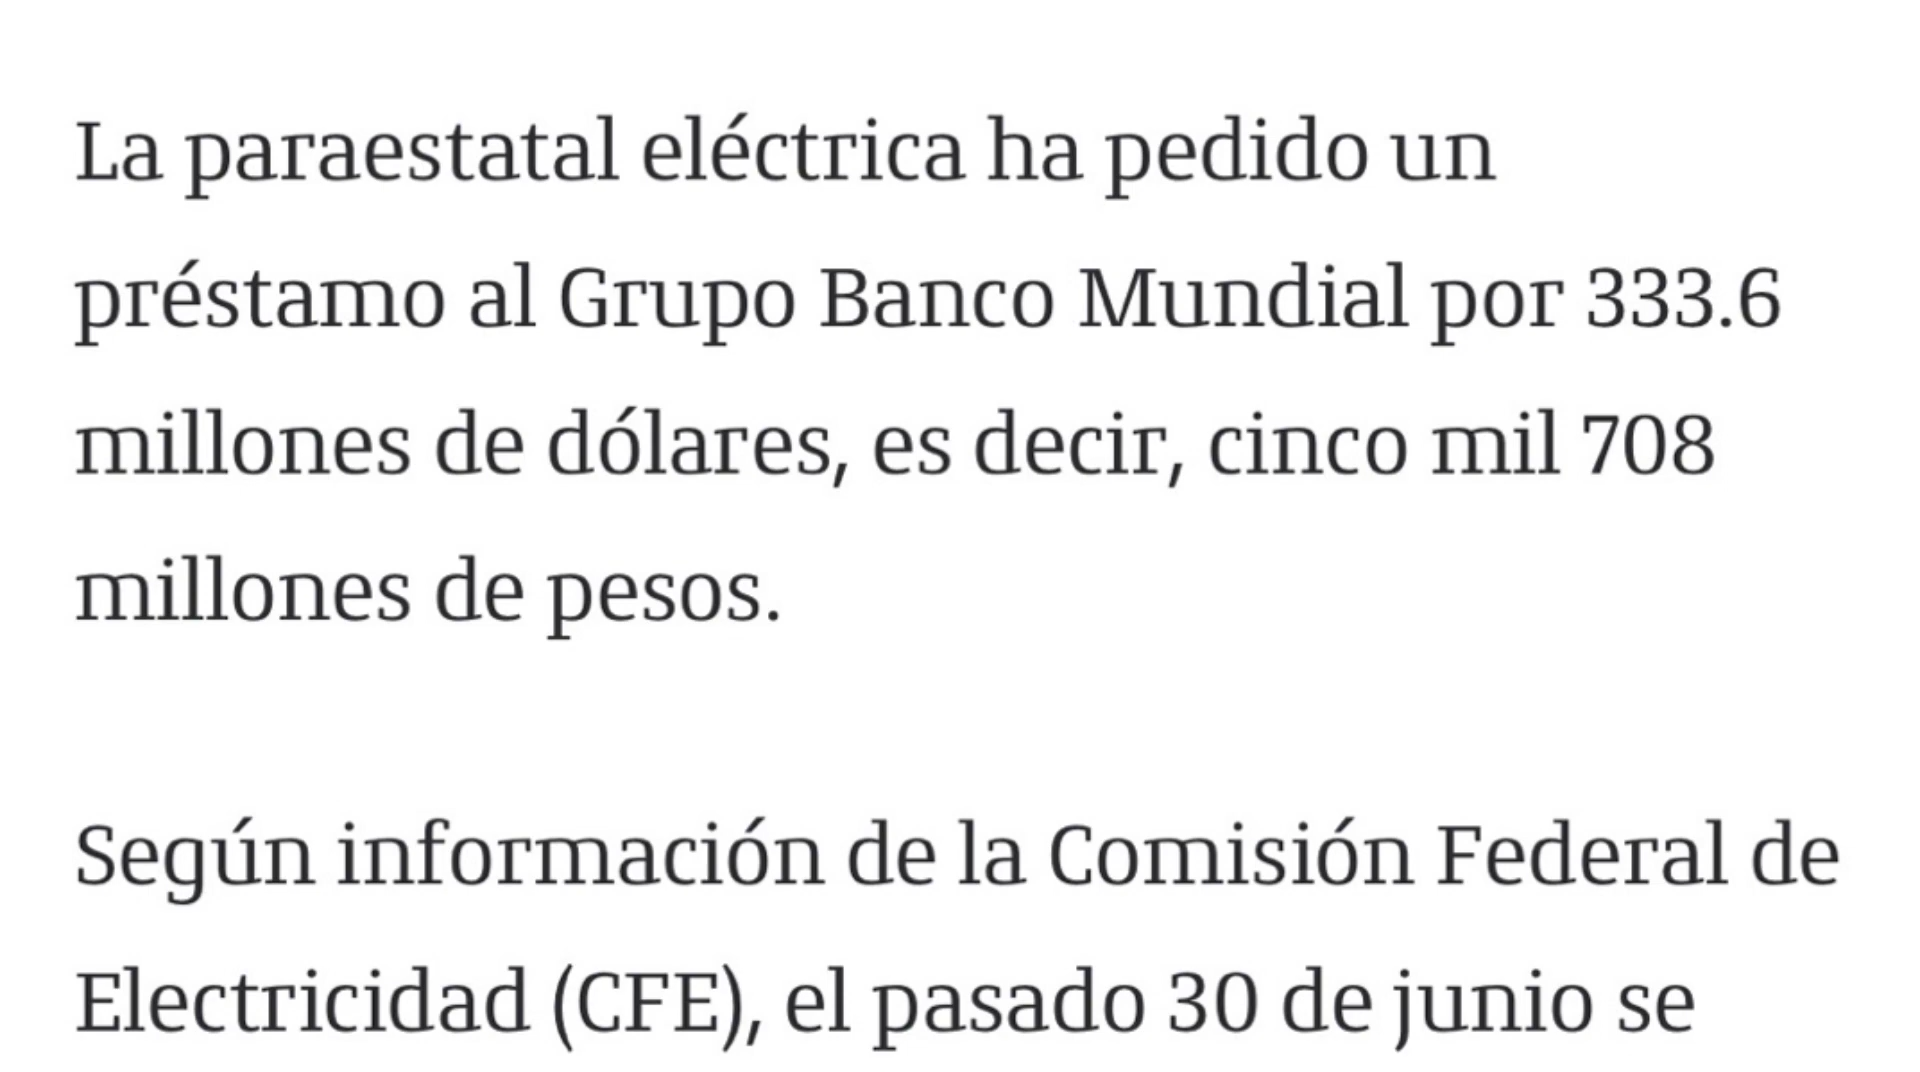 La paraestatal eléctrica ha pedido un
préstamo al Grupo Banco Mundial por 333.6
millones de dólares, es decir, cinco mil 708
millones de pesos.
Según información de la Comisión Federal de
Electricidad (CFE), el pasado 30 de junio se